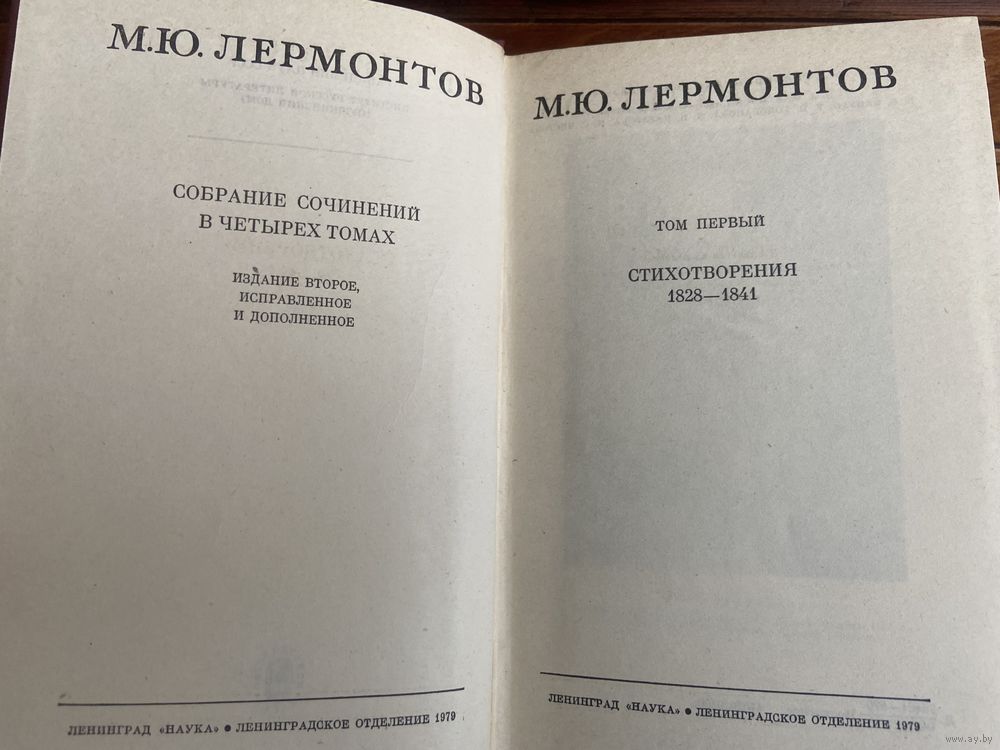 М.Ю. ЛЕРМОНТОВ
СОБРАНИЕ СОЧИНЕНИЙ
В ЧЕТЫРЕХ ТОМАХ
ИЗДАНИЕ ВТОРОЕ,
ИСПРАВЛЕННОЕ
И ДОПОЛНЕННОЕ
ЛЕНИНГРАД «НАУКА» ● ЛЕНИНГРАДСКОЕ ОТДЕЛЕНИЕ 1979
М.Ю. ЛЕРМОНТОВ
ТОМ ПЕРВЫЙ
СТИХОТВОРЕНИЯ
1828—1841
ЛЕНИНГРАД «НАУКА» ● ЛЕНИНГРАДСКОЕ ОТДЕЛЕНИЕ 1979
www.ay.by